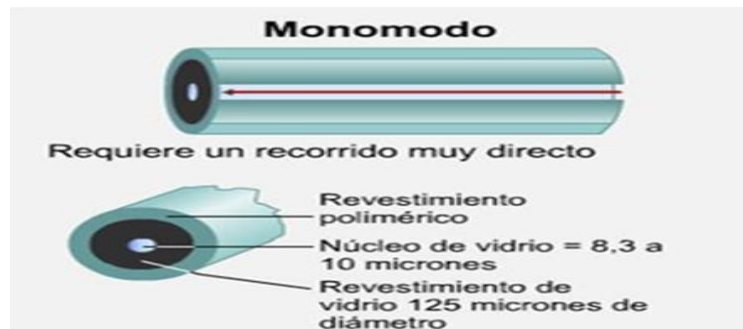 Monomodo
Requiere un recorrido muy directo
Revestimiento
polimérico
Núcleo de vidrio = 8,3 a
10 micrones
Revestimiento de
vidrio 125 micrones de
diámetro